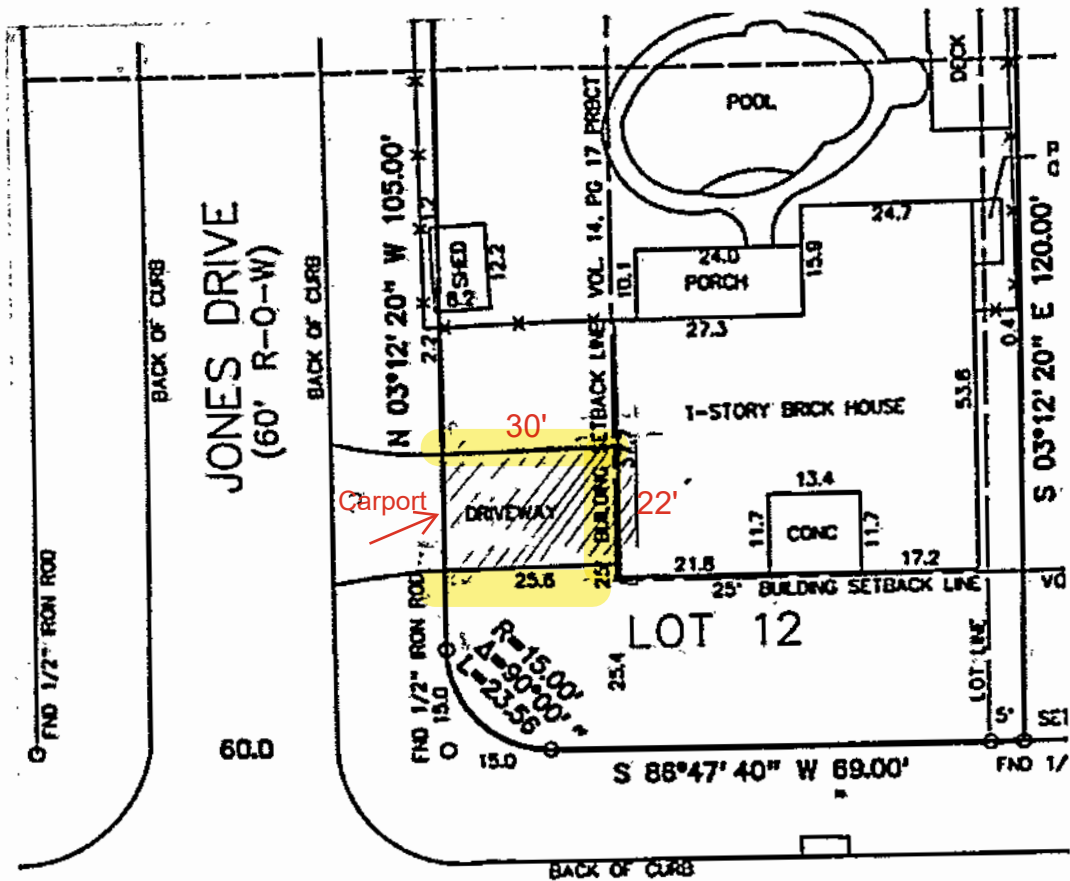 DECK
POOL
VOL. 14, PG 17 PRBCT
SETBACK LINE
BUILDING
25'
JONES DRIVE
(60' R-O-W)
BACK OF CURB
BACK OF CURB
N 03°12' 20" W 105.00'
SHED
12.2
8.2
2.2
24.7
24.0
PORCH
10.1
15.9
27.3
S 03°12' 20" E 120.00'
0.4
53.6
1-STORY BRICK HOUSE
30'
22'
Carport
DRIVEWAY
25.6
13.4
11.7
CONC
11.7
21.8
17.2
25' BUILDING SETBACK LINE
LOT 12
LOT LINE
25.4
FND 1/2" IRON ROD
FND 1/2" IRON ROD
R=15.00'
Δ=90°00'
L=23.56
15.0
15.0
60.0
5'
S 86°47' 40" W 69.00'
FND 1/
BACK OF CURB